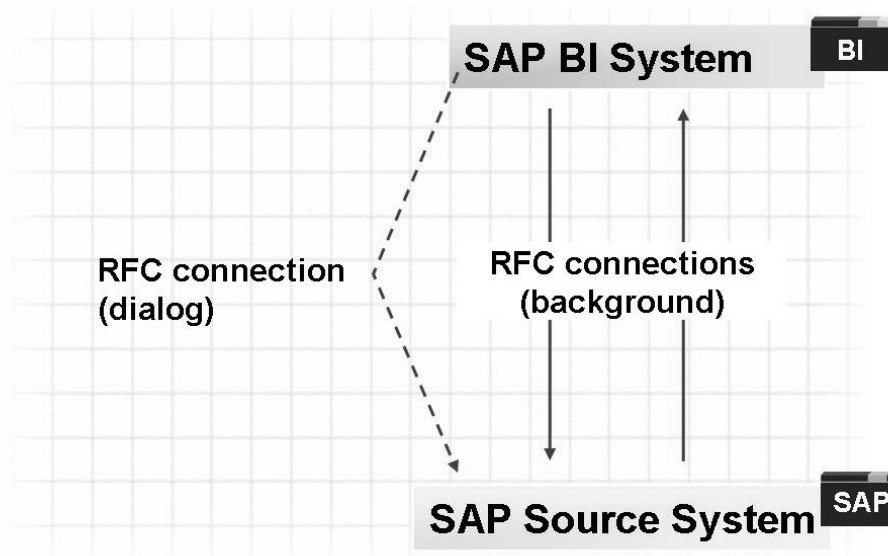 SAP BI System
BI
RFC connection
(dialog)
RFC connections
(background)
SAP Source System
SAP